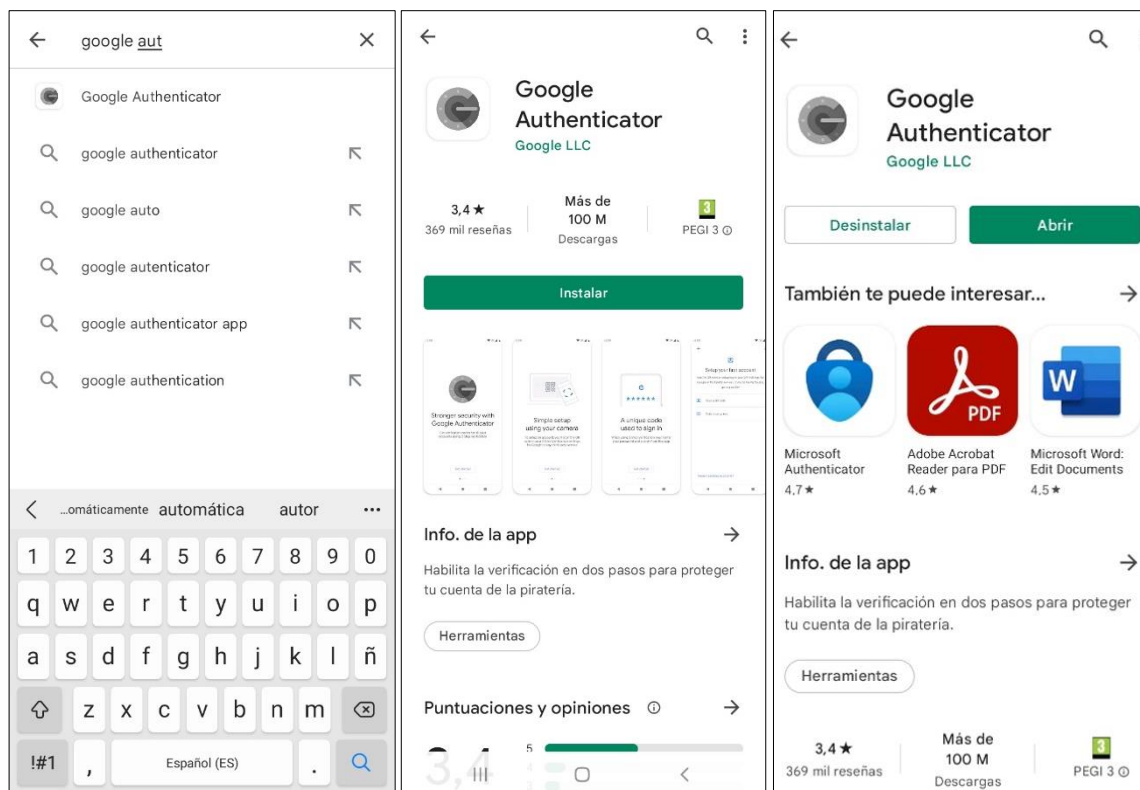 google aut
Google Authenticator
google authenticator
google auto
google autenticator
google authenticator app
google authentication
...omáticamente automática autor
1 2 3 4 5 6 7 8 9 0
q w e r t y u i o p
a s d f g h j k l ñ
z x c v b n m
!#1 , Español (ES) .
Google
Authenticator
Google LLC
3,4★
369 mil reseñas
Más de
100 M
Descargas
3
PEGI 3
Instalar
Stronger security with
Google Authenticator
Simple setup
using your camera
A unique code
used to sign in
Setup your first account
Info. de la app
Habilita la verificación en dos pasos para proteger
tu cuenta de la piratería.
Herramientas
Puntuaciones y opiniones
3,4
5
4
Google
Authenticator
Google LLC
Desinstalar
Abrir
También te puede interesar...
W
PDF
Microsoft
Authenticator
4,7★
Adobe Acrobat
Reader para PDF
4,6★
Microsoft Word:
Edit Documents
4,5★
Info. de la app
Habilita la verificación en dos pasos para proteger
tu cuenta de la piratería.
Herramientas
3,4★
369 mil reseñas
Más de
100 M
Descargas
3
PEGI 3